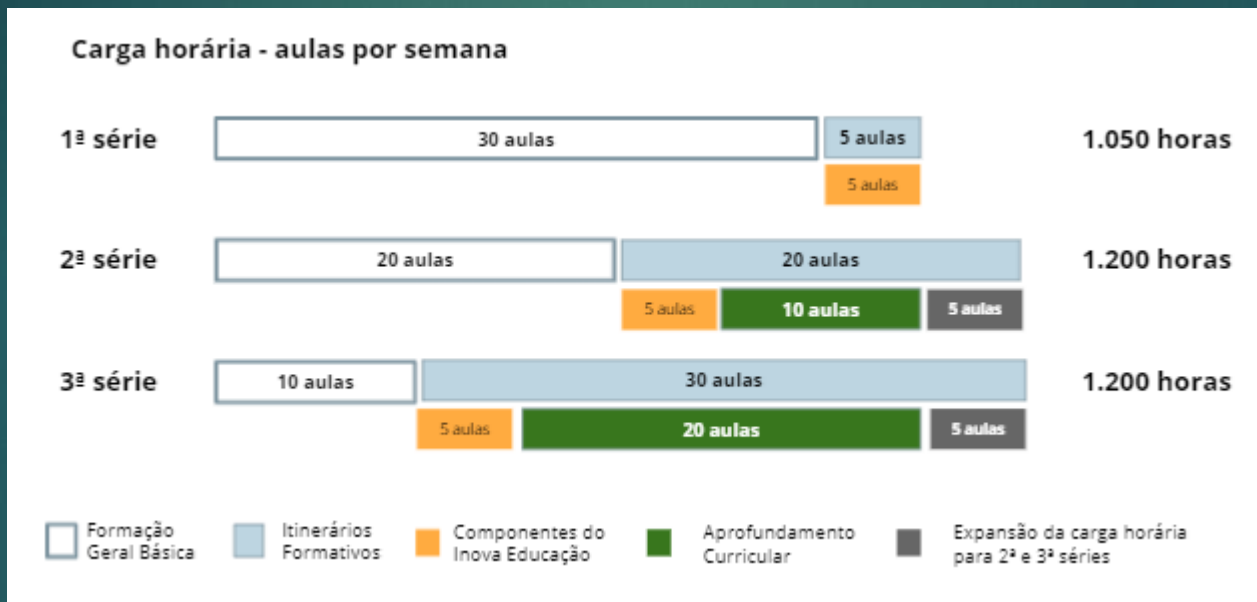 Carga horária - aulas por semana
1ª série
30 aulas
5 aulas
1.050 horas
5 aulas
2ª série
20 aulas
20 aulas
1.200 horas
5 aulas
10 aulas
5 aulas
3ª série
10 aulas
30 aulas
1.200 horas
5 aulas
20 aulas
5 aulas
Formação
Geral Básica
Itinerários
Formativos
Componentes do
Inova Educação
Aprofundamento
Curricular
Expansão da carga horária
para 2ª e 3ª séries